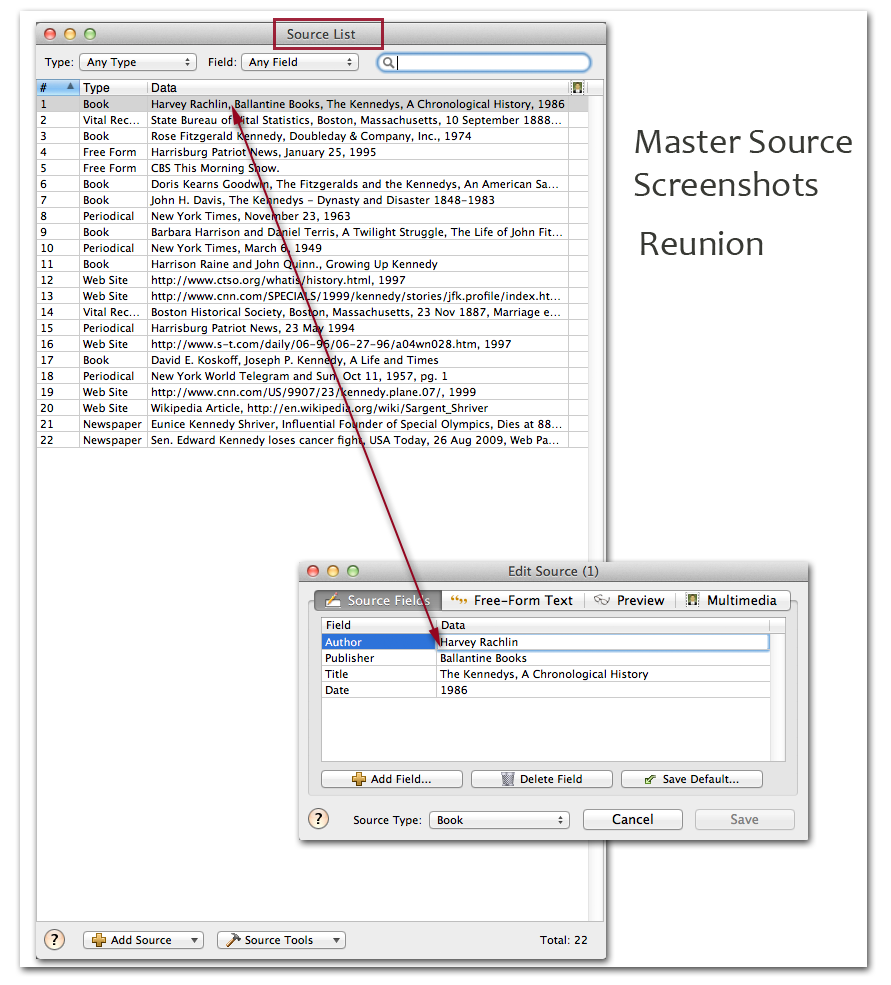 Source List
Type: Any Type Field: Any Field
# Type Data
1 Book Harvey Rachlin, Ballantine Books, The Kennedys, A Chronological History, 1986
2 Vital Rec... State Bureau of Vital Statistics, Boston, Massachusetts, 10 September 1888...
3 Book Rose Fitzgerald Kennedy, Doubleday & Company, Inc., 1974
4 Free Form Harrisburg Patriot News, January 25, 1995
5 Free Form CBS This Morning Show.
6 Book Doris Kearns Goodwin, The Fitzgeralds and the Kennedys, An American Sa...
7 Book John H. Davis, The Kennedys - Dynasty and Disaster 1848-1983
8 Periodical New York Times, November 23, 1963
9 Book Barbara Harrison and Daniel Terris, A Twilight Struggle, The Life of John Fit...
10 Periodical New York Times, March 6, 1949
11 Book Harrison Raine and John Quinn., Growing Up Kennedy
12 Web Site http://www.ctso.org/whatis/history.html, 1997
13 Web Site http://www.cnn.com/SPECIALS/1999/kennedy/stories/jfk.profile/index.ht...
14 Vital Rec... Boston Historical Society, Boston, Massachusetts, 23 Nov 1887, Marriage e...
15 Periodical Harrisburg Patriot News, 23 May 1994
16 Web Site http://www.s-t.com/daily/06-96/06-27-96/a04wn028.htm, 1997
17 Book David E. Koskoff, Joseph P. Kennedy, A Life and Times
18 Periodical New York World Telegram and Sun, Oct 11, 1957, pg. 1
19 Web Site http://www.cnn.com/US/9907/23/kennedy.plane.07/, 1999
20 Web Site Wikipedia Article, http://en.wikipedia.org/wiki/Sargent_Shriver
21 Newspaper Eunice Kennedy Shriver, Influential Founder of Special Olympics, Dies at 88...
22 Newspaper Sen. Edward Kennedy loses cancer fight, USA Today, 26 Aug 2009, Web Pa...
Master Source
Screenshots
Reunion
Edit Source (1)
Source Fields Free-Form Text Preview Multimedia
Field Data
Author Harvey Rachlin
Publisher Ballantine Books
Title The Kennedys, A Chronological History
Date 1986
Add Field... Delete Field Save Default...
? Source Type: Book Cancel Save
? Add Source Source Tools Total: 22